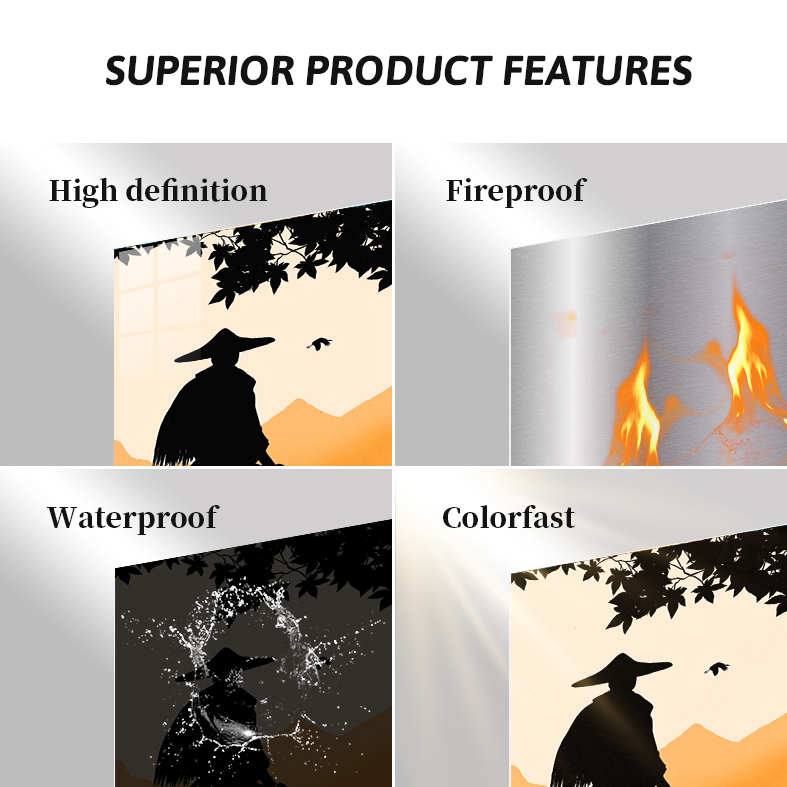 SUPERIOR PRODUCT FEATURES
High definition
Fireproof
Waterproof
Colorfast